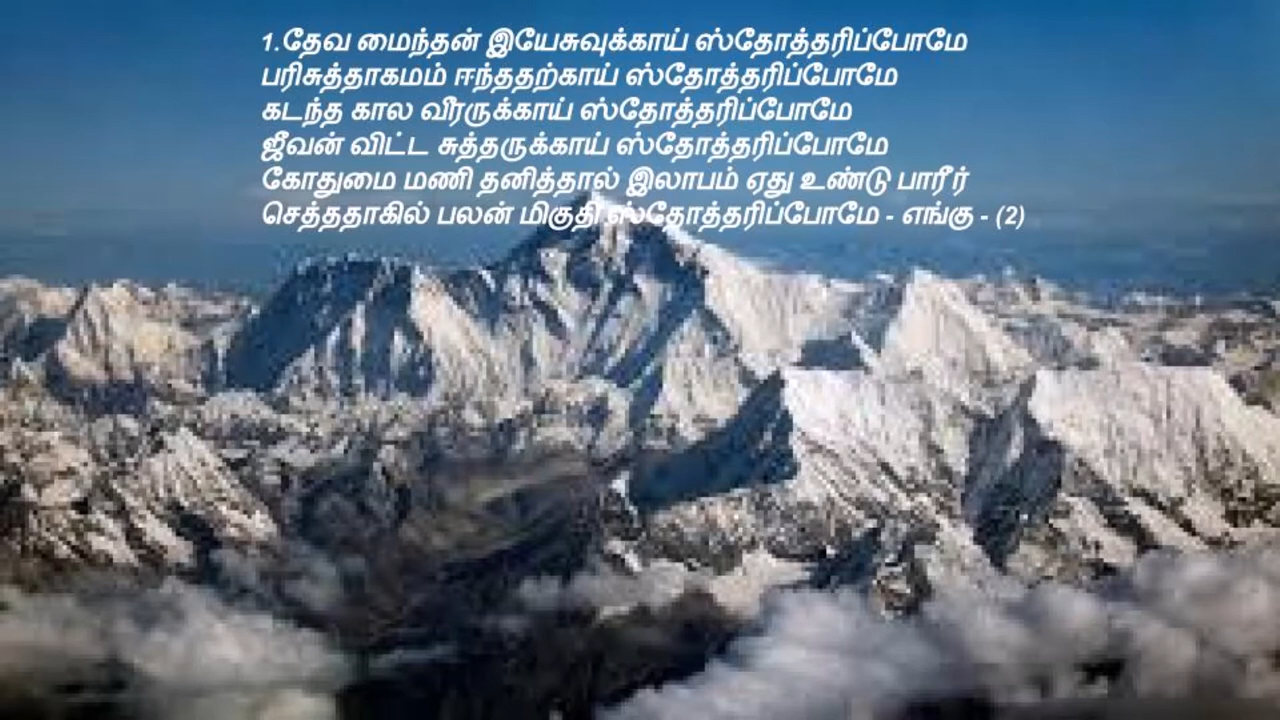 1.தேவ மைந்தன் இயேசுவுக்காய் ஸ்தோத்தரிப்போமே
பரிசுத்தாகமம் ஈந்ததற்காய் ஸ்தோத்தரிப்போமே
கடந்த கால வீரருக்காய் ஸ்தோத்தரிப்போமே
ஜீவன் விட்ட சுத்தருக்காய் ஸ்தோத்தரிப்போமே
கோதுமை மணி தனித்தால் இலாபம் ஏது உண்டு பாரீர்
செத்ததாகில் பலன் மிகுதி ஸ்தோத்தரிப்போமே - எங்கு - (2)